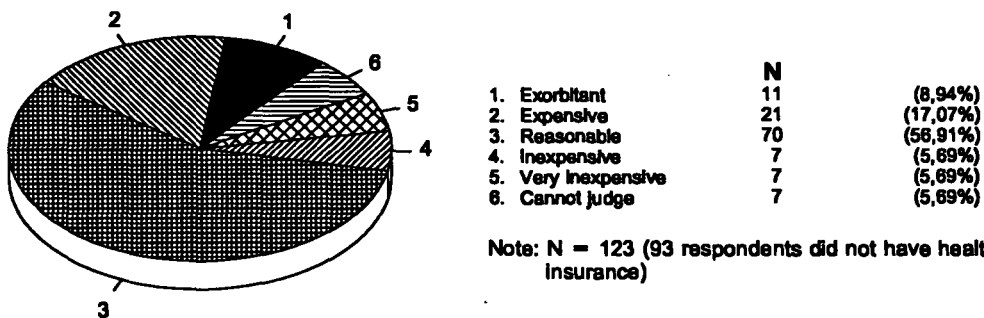 2
1
6
5
4
3
N
1. Exorbitant 11 (8,94%)
2. Expensive 21 (17,07%)
3. Reasonable 70 (56,91%)
4. Inexpensive 7 (5,69%)
5. Very Inexpensive 7 (5,69%)
6. Cannot judge 7 (5,69%)
Note: N = 123 (93 respondents did not have healt
Insurance)